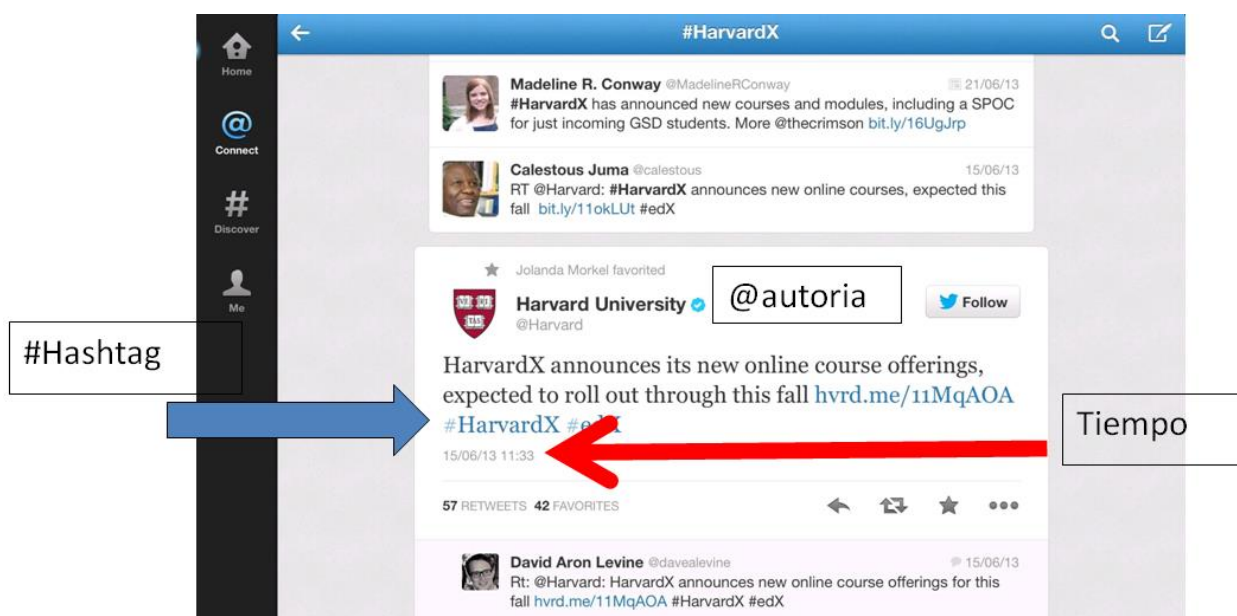 #HarvardX
Home
Connect
Discover
Me
Madeline R. Conway @MadelineRConway 21/06/13
#HarvardX has announced new courses and modules, including a SPOC
for just incoming GSD students. More @thecrimson bit.ly/16UgJrp
Calestous Juma @calestous 15/06/13
RT @Harvard: #HarvardX announces new online courses, expected this
fall bit.ly/11okLUt #edX
Jolanda Morkel favorited
Harvard University @autoria Follow
@Harvard
#Hashtag
HarvardX announces its new online course offerings,
expected to roll out through this fall hvrd.me/11MqAOA
#HarvardX #edX
Tiempo
15/06/13 11:33
57 RETWEETS 42 FAVORITES
David Aron Levine @davealevine 15/06/13
Rt: @Harvard: HarvardX announces new online course offerings for this
fall hvrd.me/11MqAOA #HarvardX #edX